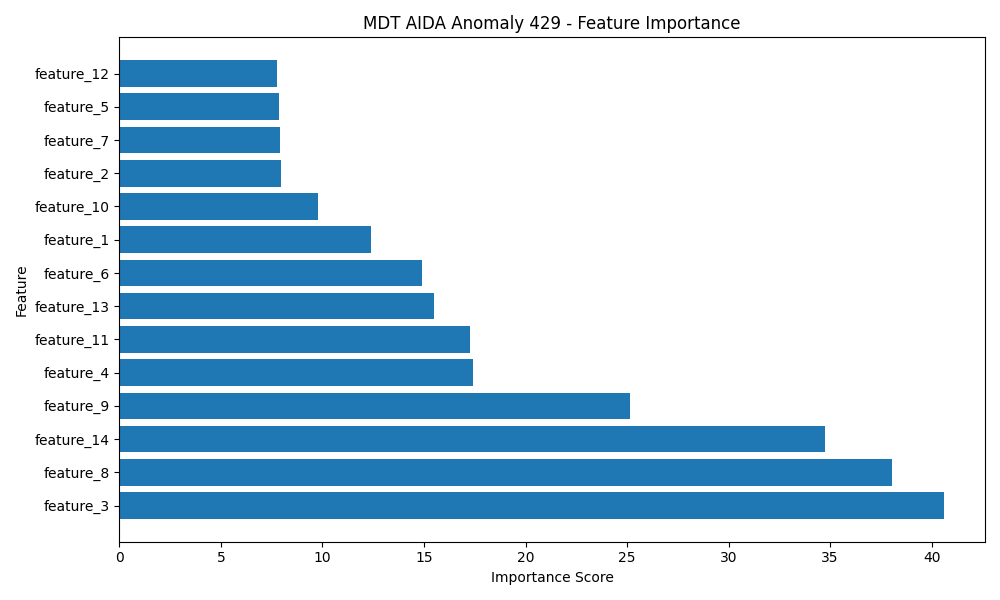 MDT AIDA Anomaly 429 - Feature Importance
feature_12
feature_5
feature_7
feature_2
feature_10
feature_1
feature_6
feature_13
feature_11
feature_4
feature_9
feature_14
feature_8
feature_3
Feature
0 5 10 15 20 25 30 35 40
Importance Score